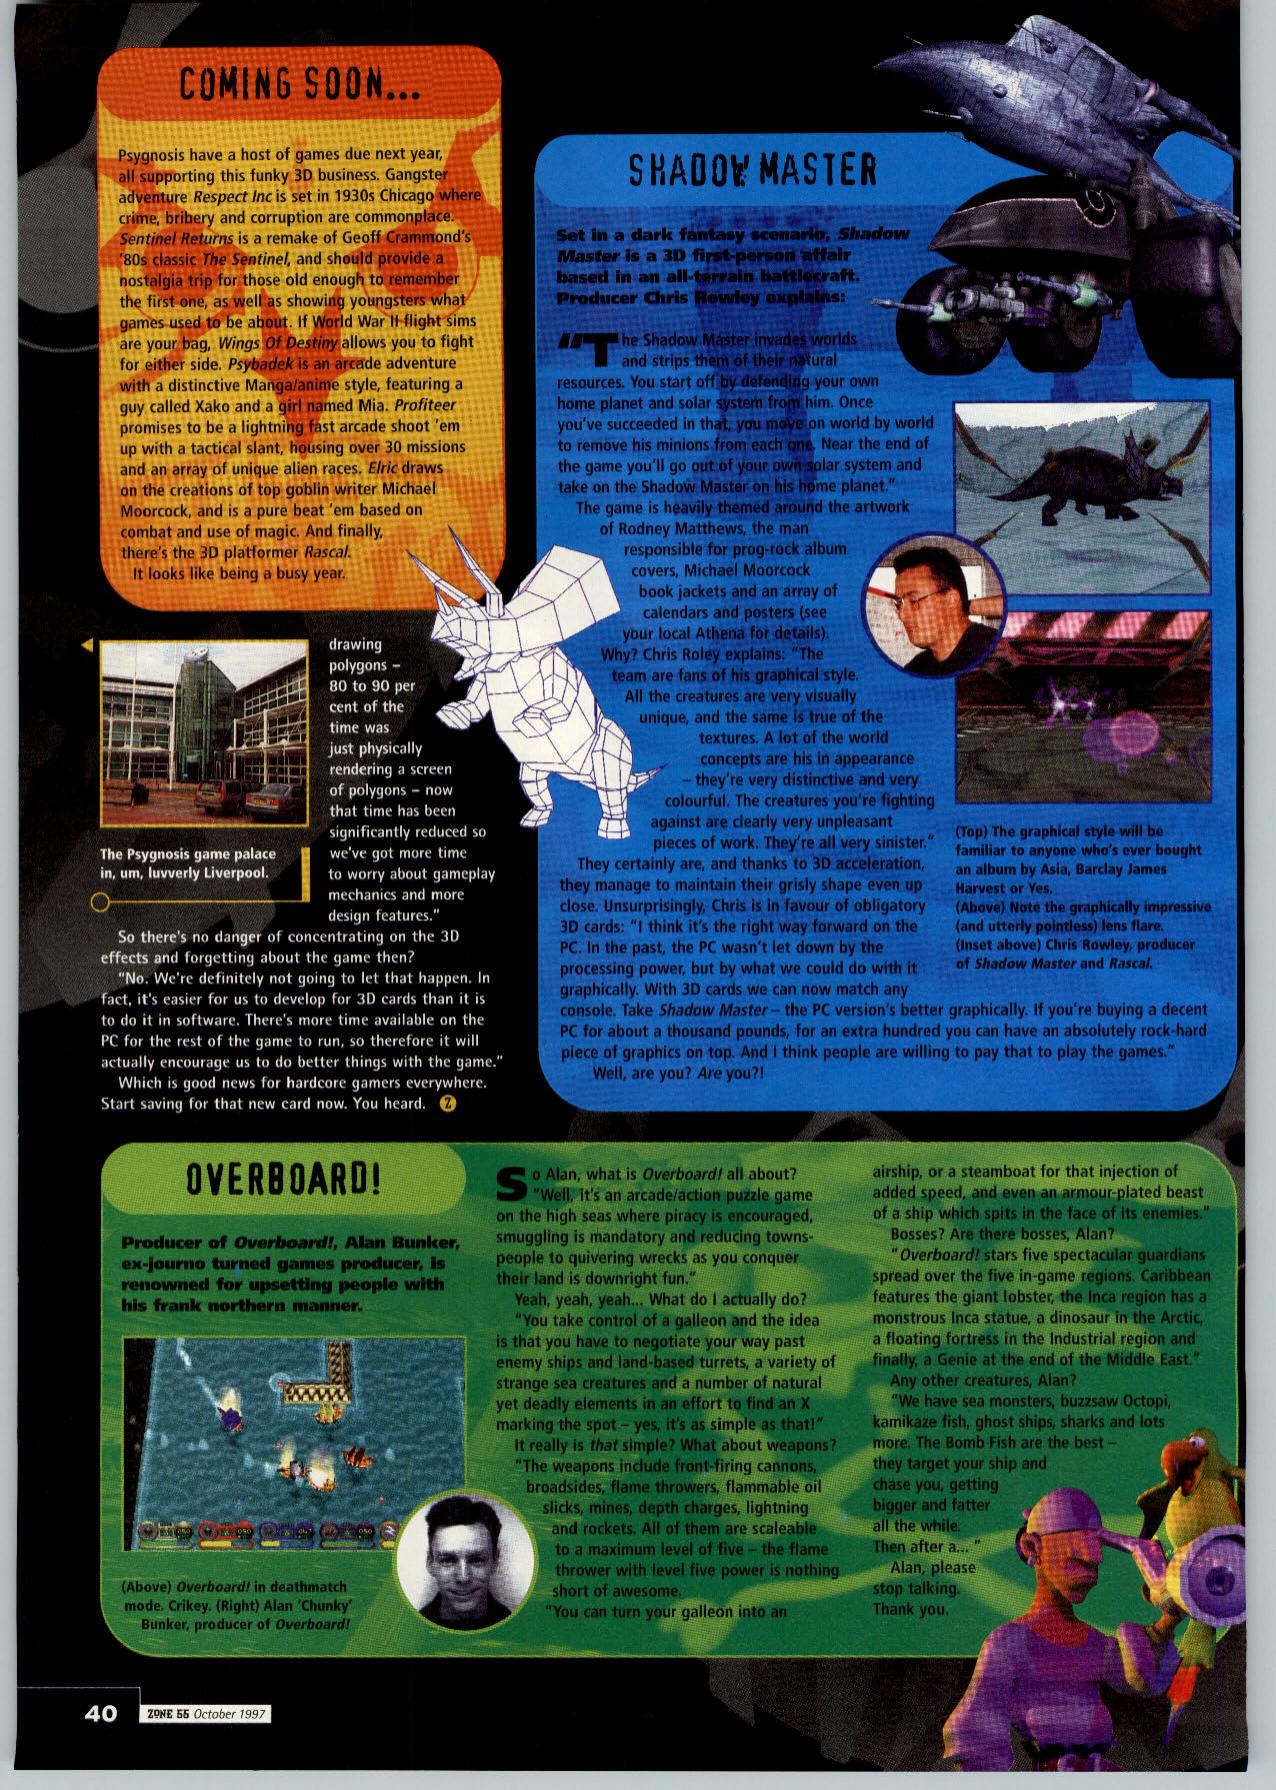 COMING SOON...
Psygnosis have a host of games due next year,
all supporting this funky 3D business. Gangster
adventure Respect Inc is set in 1930s Chicago where
crime, bribery and corruption are commonplace.
Sentinel Returns is a remake of Geoff Crammond's
'80s classic The Sentinel, and should provide a
nostalgia trip for those old enough to remember
the first one, as well as showing youngsters what
games used to be about. If World War II flight sims
are your bag, Wings Of Destiny allows you to fight
for either side. Psybadek is an arcade adventure
with a distinctive Manga/anime style, featuring a
guy called Xako and a girl named Mia. Profiteer
promises to be a lightning fast arcade shoot 'em
up with a tactical slant, housing over 30 missions
and an array of unique alien races. Elric draws
on the creations of top goblin writer Michael
Moorcock, and is a pure beat 'em based on
combat and use of magic. And finally,
there's the 3D platformer Rascal.
It looks like being a busy year.
The Psygnosis game palace
in, um, luvverly Liverpool.
drawing
polygons –
80 to 90 per
cent of the
time was
just physically
rendering a screen
of polygons – now
that time has been
significantly reduced so
we've got more time
to worry about gameplay
mechanics and more
design features."
So there's no danger of concentrating on the 3D
effects and forgetting about the game then?
"No. We're definitely not going to let that happen. In
fact, it's easier for us to develop for 3D cards than it is
to do it in software. There's more time available on the
PC for the rest of the game to run, so therefore it will
actually encourage us to do better things with the game."
Which is good news for hardcore gamers everywhere.
Start saving for that new card now. You heard. Z
SHADOW MASTER
Set in a dark fantasy scenario, Shadow
Master is a 3D first-person affair
based in an all-terrain battlecraft.
Producer Chris Rowley explains:
"The Shadow Master invades worlds
and strips them of their natural
resources. You start off by defending your own
home planet and solar system from him. Once
you've succeeded in that, you move on world by world
to remove his minions from each one. Near the end of
the game you'll go out of your own solar system and
take on the Shadow Master on his home planet."
The game is heavily themed around the artwork
of Rodney Matthews, the man
responsible for prog-rock album
covers, Michael Moorcock
book jackets and an array of
calendars and posters (see
your local Athena for details).
Why? Chris Roley explains: "The
team are fans of his graphical style.
All the creatures are very visually
unique, and the same is true of the
textures. A lot of the world
concepts are his in appearance
– they're very distinctive and very
colourful. The creatures you're fighting
against are clearly very unpleasant
pieces of work. They're all very sinister."
They certainly are, and thanks to 3D acceleration,
they manage to maintain their grisly shape even up
close. Unsurprisingly, Chris is in favour of obligatory
3D cards: "I think it's the right way forward on the
PC. In the past, the PC wasn't let down by the
processing power, but by what we could do with it
graphically. With 3D cards we can now match any
console. Take Shadow Master – the PC version's better graphically. If you're buying a decent
PC for about a thousand pounds, for an extra hundred you can have an absolutely rock-hard
piece of graphics on top. And I think people are willing to pay that to play the games."
Well, are you? Are you?!
(Top) The graphical style will be
familiar to anyone who's ever bought
an album by Asia, Barclay James
Harvest or Yes.
(Above) Note the graphically impressive
(and utterly pointless) lens flare.
(Inset above) Chris Rowley, producer
of Shadow Master and Rascal.
OVERBOARD!
Producer of Overboard!, Alan Bunker,
ex-journo turned games producer, is
renowned for upsetting people with
his frank northern manner.
(Above) Overboard! in deathmatch
mode. Crikey. (Right) Alan 'Chunky'
Bunker, producer of Overboard!
So Alan, what is Overboard! all about?
"Well, it's an arcade/action puzzle game
on the high seas where piracy is encouraged,
smuggling is mandatory and reducing towns-
people to quivering wrecks as you conquer
their land is downright fun."
Yeah, yeah, yeah... What do I actually do?
"You take control of a galleon and the idea
is that you have to negotiate your way past
enemy ships and land-based turrets, a variety of
strange sea creatures and a number of natural
yet deadly elements in an effort to find an X
marking the spot – yes, it's as simple as that!"
It really is that simple? What about weapons?
"The weapons include front-firing cannons,
broadsides, flame throwers, flammable oil
slicks, mines, depth charges, lightning
and rockets. All of them are scaleable
to a maximum level of five – the flame
thrower with level five power is nothing
short of awesome.
"You can turn your galleon into an
airship, or a steamboat for that injection of
added speed, and even an armour-plated beast
of a ship which spits in the face of its enemies."
Bosses? Are there bosses, Alan?
"Overboard! stars five spectacular guardians
spread over the five in-game regions. Caribbean
features the giant lobster, the Inca region has a
monstrous Inca statue, a dinosaur in the Arctic,
a floating fortress in the Industrial region and
finally, a Genie at the end of the Middle East."
Any other creatures, Alan?
"We have sea monsters, buzzsaw Octopi,
kamikaze fish, ghost ships, sharks and lots
more. The Bomb Fish are the best –
they target your ship and
chase you, getting
bigger and fatter
all the while.
Then after a... "
Alan, please
stop talking.
Thank you.
40
ZONE 55 October 1997